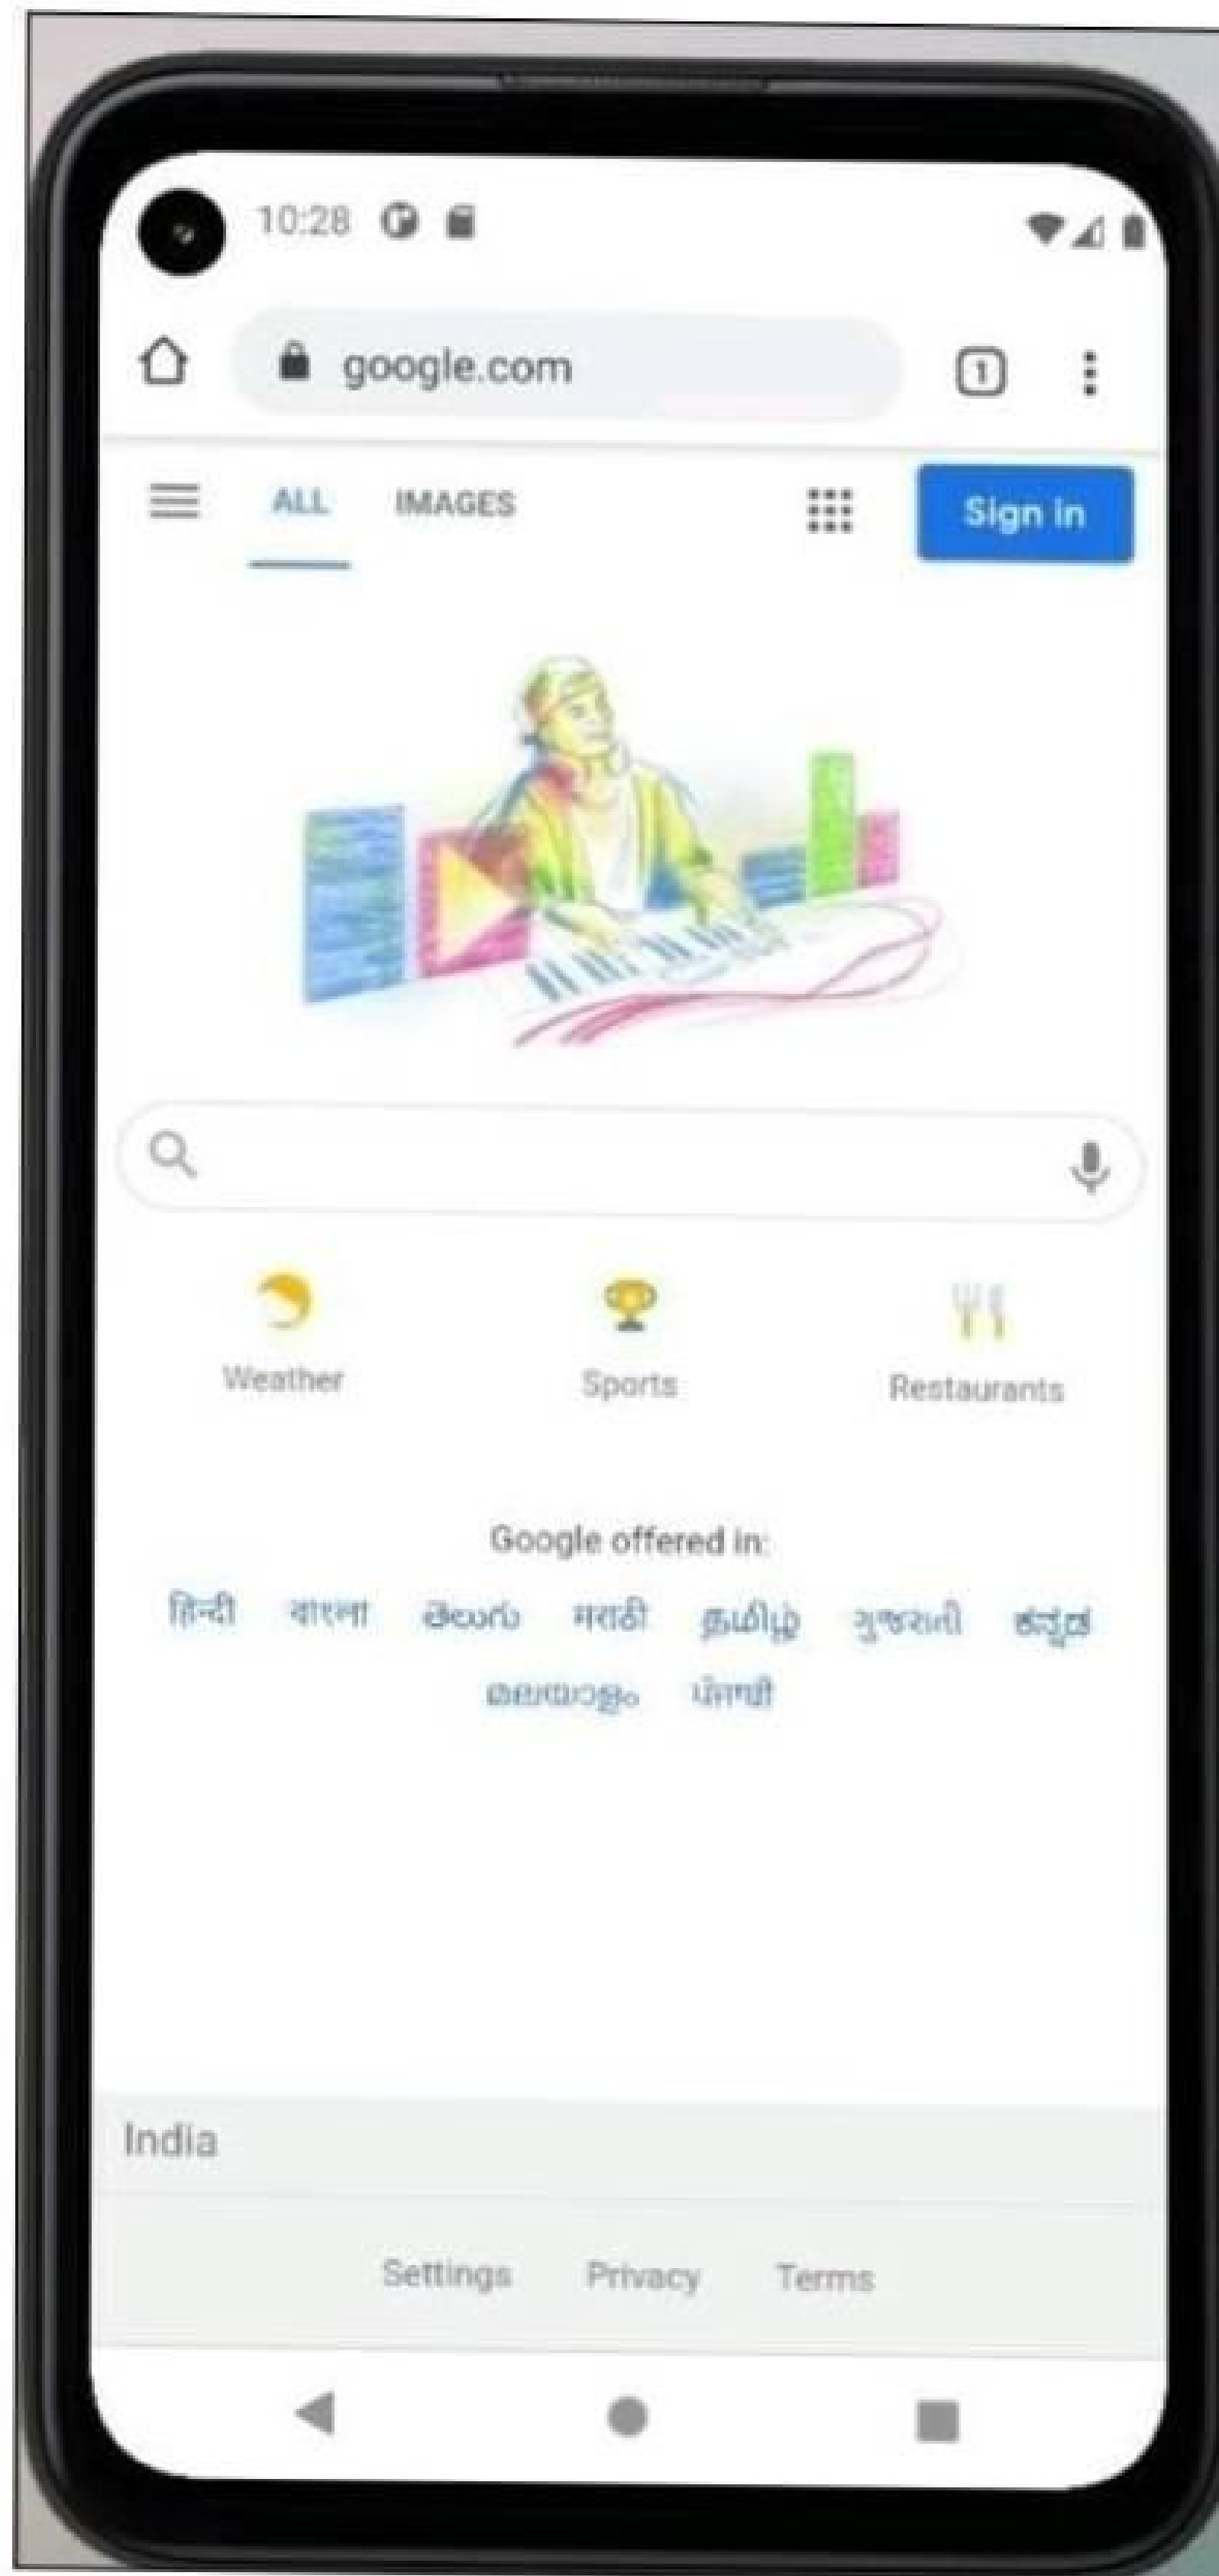 10:28
google.com 1
ALL IMAGES Sign in
Weather Sports Restaurants
Google offered in:
हिन्दी বাংলা తెలుగు मराठी தமிழ் ગુજરાતી ಕನ್ನಡ
മലയാളം ਪੰਜਾਬੀ
India
Settings Privacy Terms